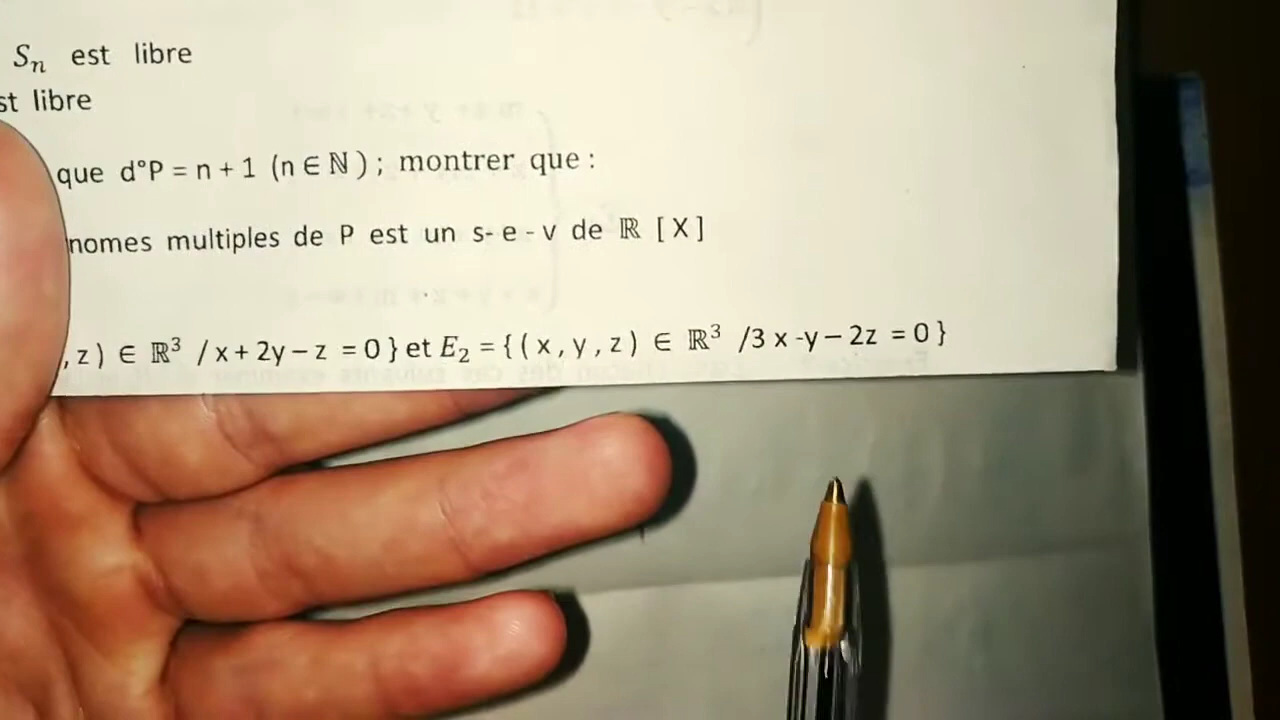 Sₙ est libre
st libre
que d°P = n + 1 (n ∈ ℕ ) ; montrer que :
nomes multiples de P est un s- e - v de ℝ [ X ]
, z ) ∈ ℝ³ / x + 2y – z = 0 } et E₂ = { ( x , y , z ) ∈ ℝ³ /3 x -y – 2z = 0 }